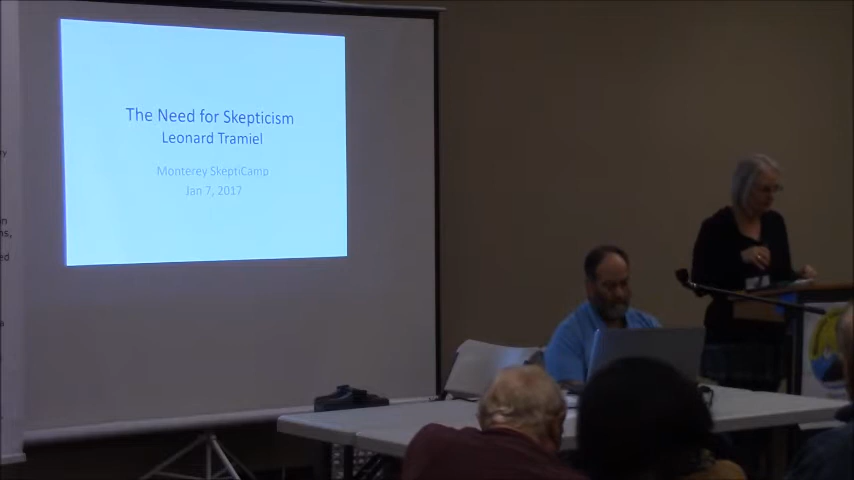 The Need for Skepticism
Leonard Tramiel
Monterey SkeptiCamp
Jan 7, 2017